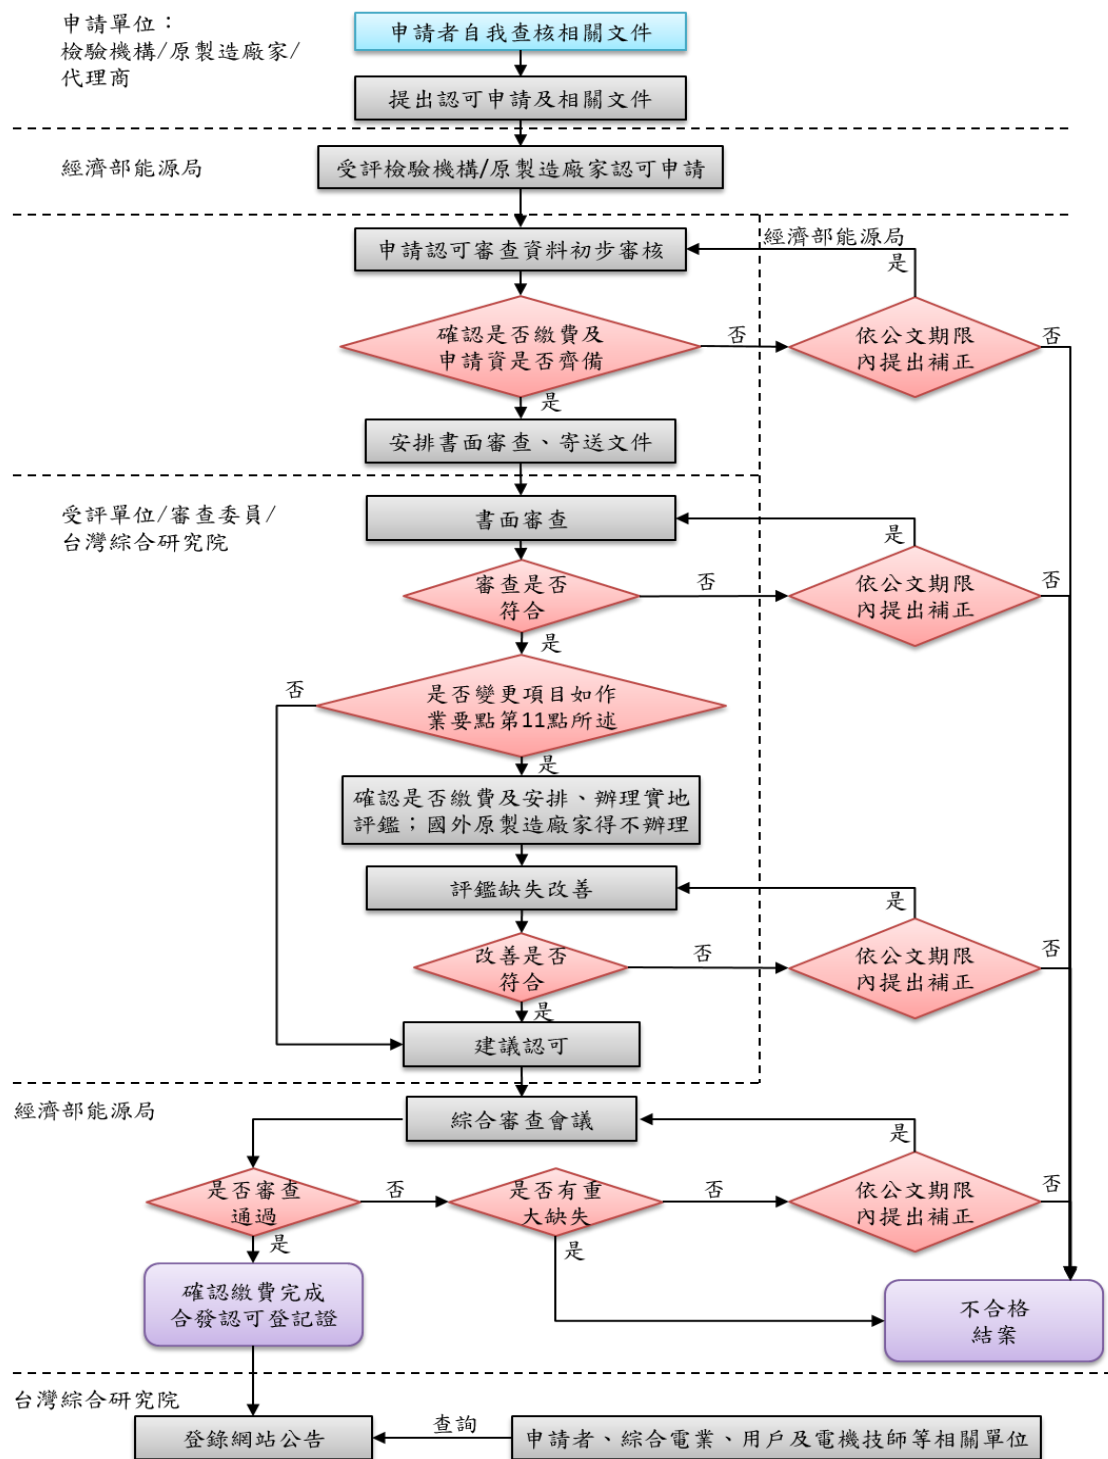 申請單位：
檢驗機構/原製造廠家/
代理商
申請者自我查核相關文件
提出認可申請及相關文件
經濟部能源局
受評檢驗機構/原製造廠家認可申請
申請認可審查資料初步審核
經濟部能源局
是
確認是否繳費及
申請資是否齊備
否
依公文期限
內提出補正
否
是
安排書面審查、寄送文件
受評單位/審查委員/
台灣綜合研究院
書面審查
是
審查是否
符合
否
依公文期限
內提出補正
否
是
否
是否變更項目如作
業要點第11點所述
是
確認是否繳費及安排、辦理實地
評鑑；國外原製造廠家得不辦理
評鑑缺失改善
是
改善是否
符合
否
依公文期限
內提出補正
否
是
建議認可
經濟部能源局
綜合審查會議
是
是否審查
通過
否
是否有重
大缺失
否
依公文期限
內提出補正
否
是
是
確認繳費完成
合發認可登記證
不合格
結案
台灣綜合研究院
登錄網站公告
查詢
申請者、綜合電業、用戶及電機技師等相關單位